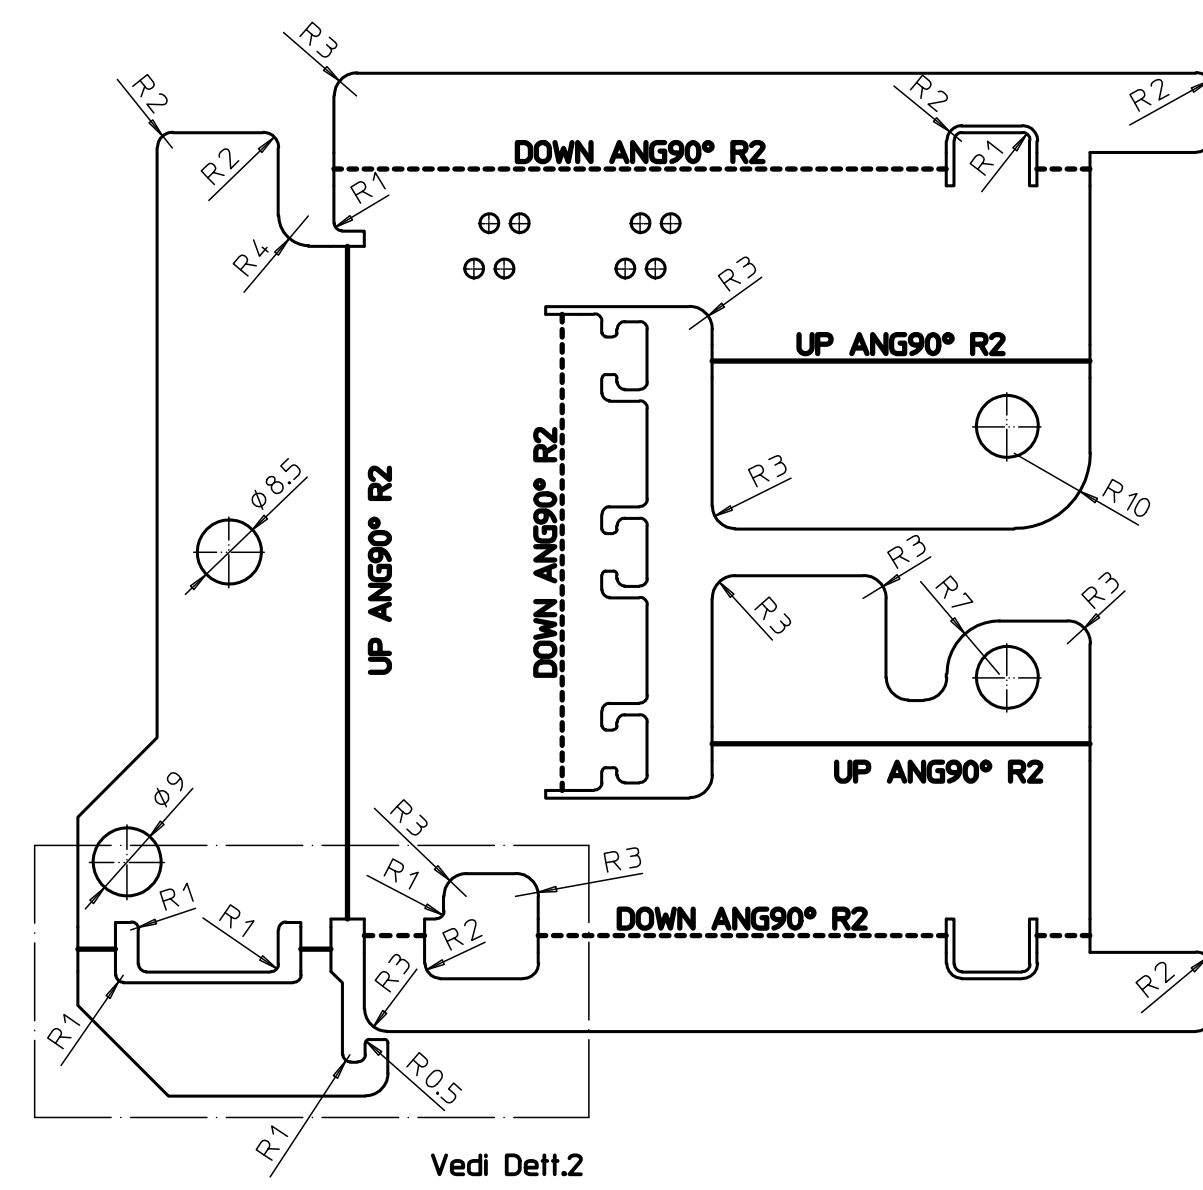 R3
R2
R2
R2
R2
DOWN ANG90° R2
R1
R1
R4
R3
UP ANG90° R2
DOWN ANG90° R2
R3
Ø8.5
UP ANG90° R2
R10
R3
R3
R7
R3
UP ANG90° R2
Ø9
R3
R3
R1
R1
R1
R2
DOWN ANG90° R2
R3
R2
R1
R0.5
R1
Vedi Dett.2